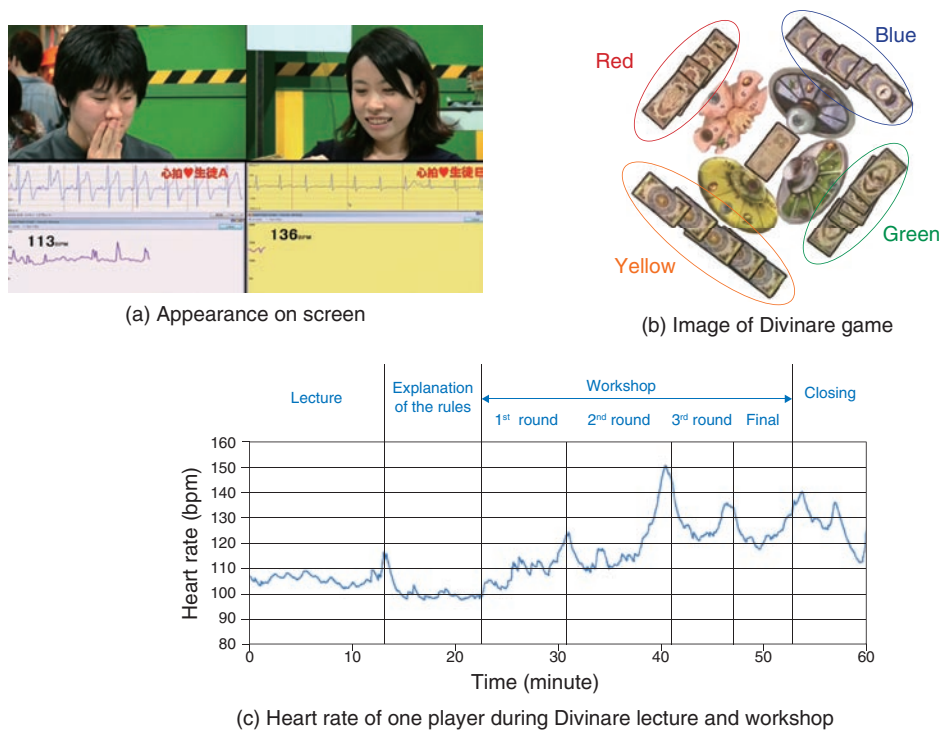 心拍♥生徒A
心拍♥生徒B
113BPM
136BPM
(a) Appearance on screen
Red
Blue
Yellow
Green
(b) Image of Divinare game
Lecture
Explanation
of the rules
Workshop
Closing
1st round
2nd round
3rd round
Final
Heart rate (bpm)
160
150
140
130
120
110
100
90
80
0
10
20
30
40
50
60
Time (minute)
(c) Heart rate of one player during Divinare lecture and workshop